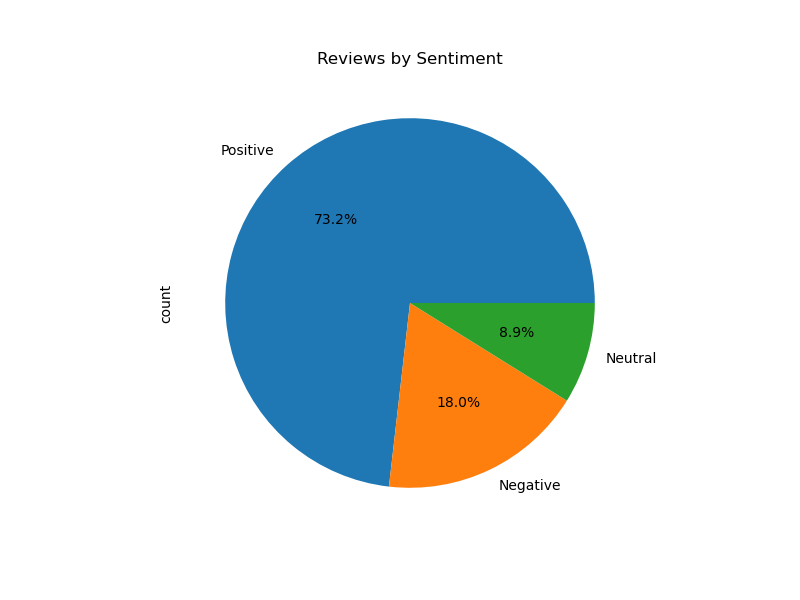 Reviews by Sentiment
Positive
73.2%
count
8.9%
Neutral
18.0%
Negative